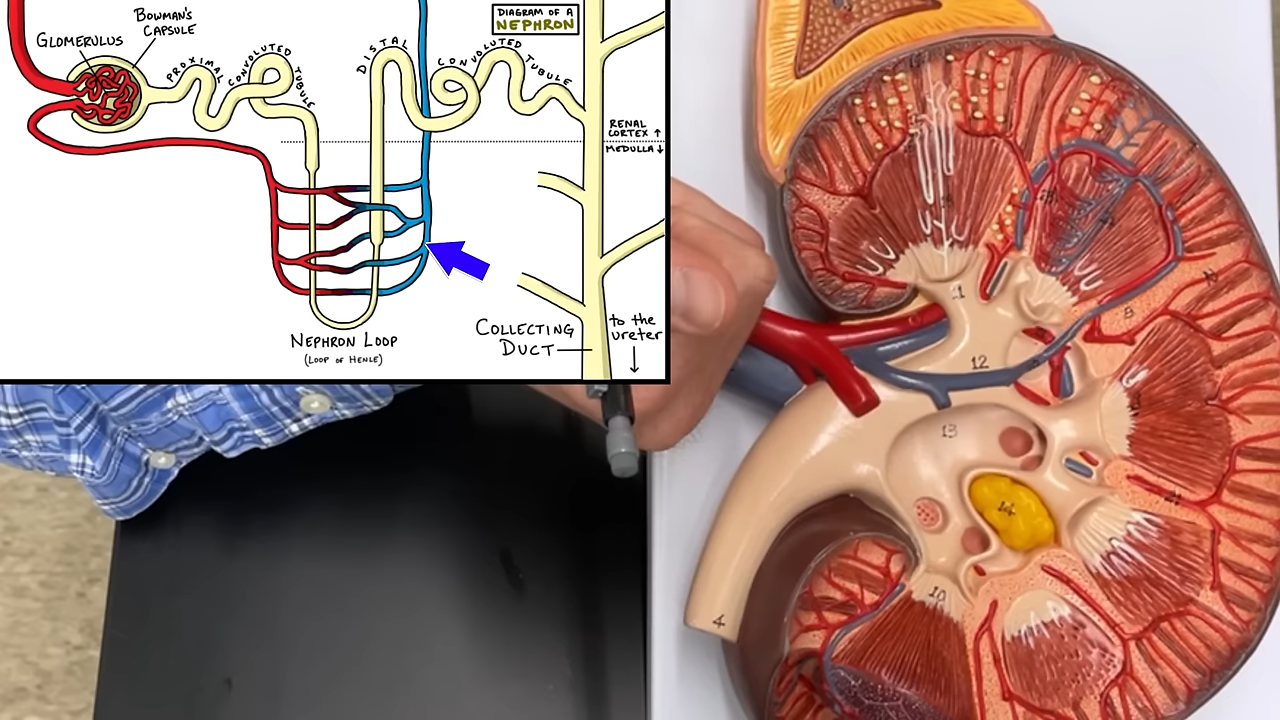 GLOMERULUS
BOWMAN'S
CAPSULE
PROXIMAL CONVOLUTED TUBULE
DISTAL CONVOLUTED TUBULE
DIAGRAM OF A
NEPHRON
RENAL
CORTEX ↑
MEDULLA ↓
NEPHRON LOOP
(LOOP OF HENLE)
COLLECTING
DUCT
to the
ureter
↓
11
8
12
13
14
10
4